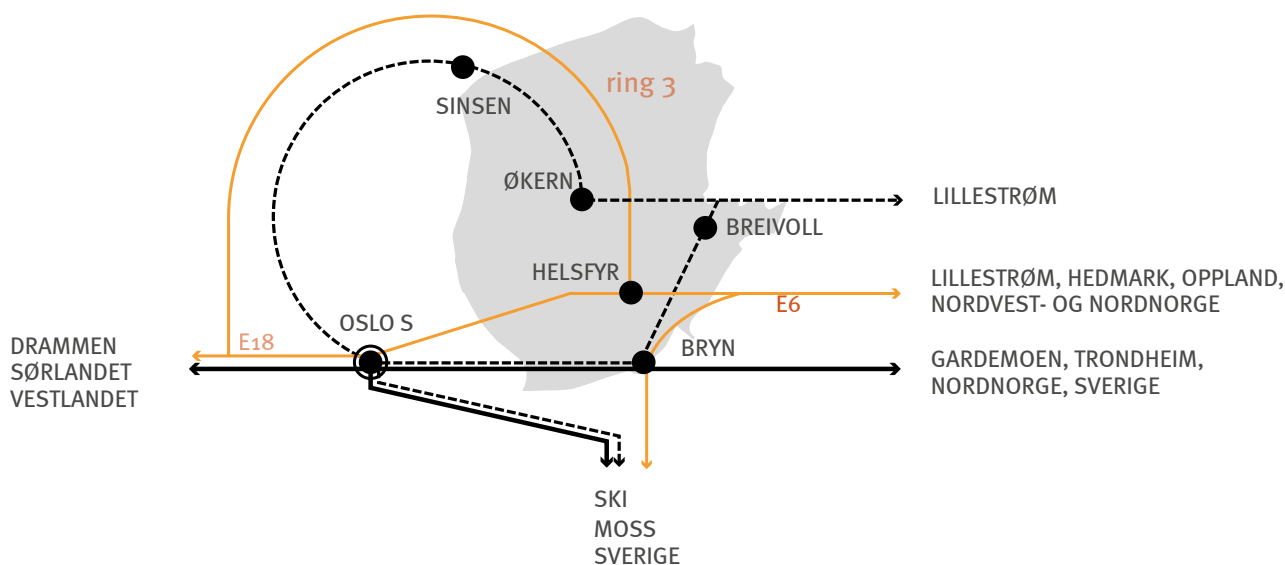 ring 3
SINSEN
ØKERN
LILLESTRØM
BREIVOLL
HELSFYR
LILLESTRØM, HEDMARK, OPPLAND,
NORDVEST- OG NORDNORGE
E6
OSLO S
E18
BRYN
DRAMMEN
SØRLANDET
VESTLANDET
GARDEMOEN, TRONDHEIM,
NORDNORGE, SVERIGE
SKI
MOSS
SVERIGE